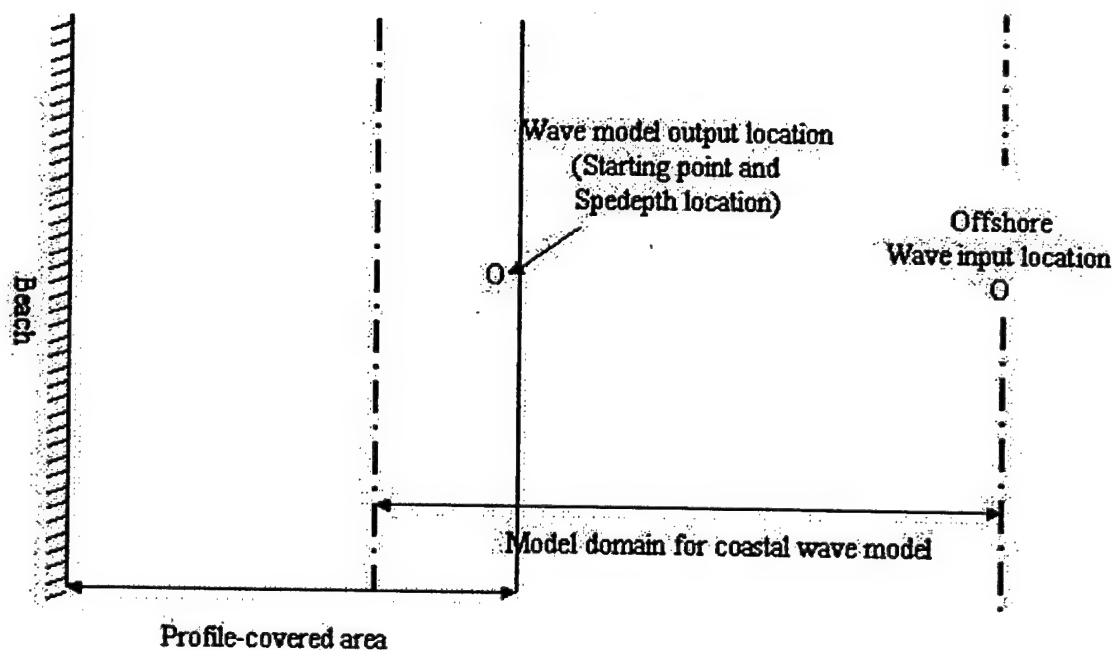 Wave model output location
(Starting point and
Spedepth location)
O
Offshore
Wave input location
O
Beach
Model domain for coastal wave model
Profile-covered area